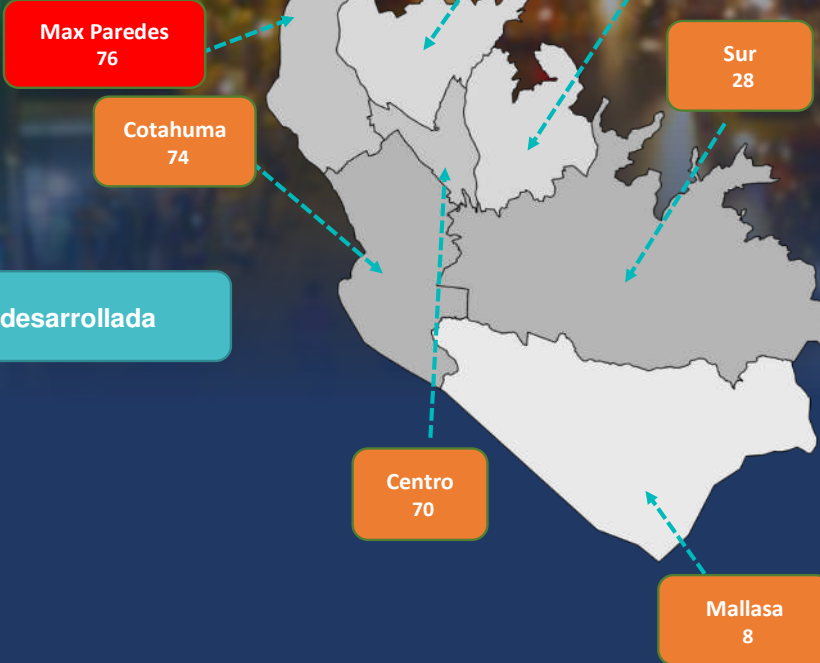 Max Paredes
76
Sur
28
Cotahuma
74
desarrollada
Centro
70
Mallasa
8